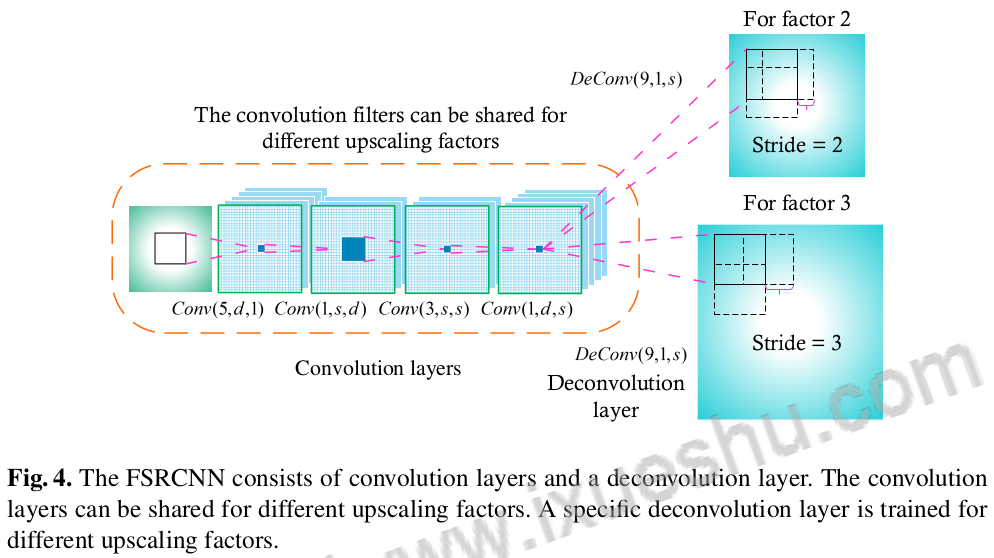 For factor 2
DeConv(9,1,s)
The convolution filters can be shared for
different upscaling factors
Stride = 2
For factor 3
Conv(5,d,1) Conv(1,s,d) Conv(3,s,s) Conv(1,d,s)
Stride = 3
DeConv(9,1,s)
Convolution layers
Deconvolution
layer
Fig. 4. The FSRCNN consists of convolution layers and a deconvolution layer. The convolution
layers can be shared for different upscaling factors. A specific deconvolution layer is trained for
different upscaling factors.
www.ixueshu.com